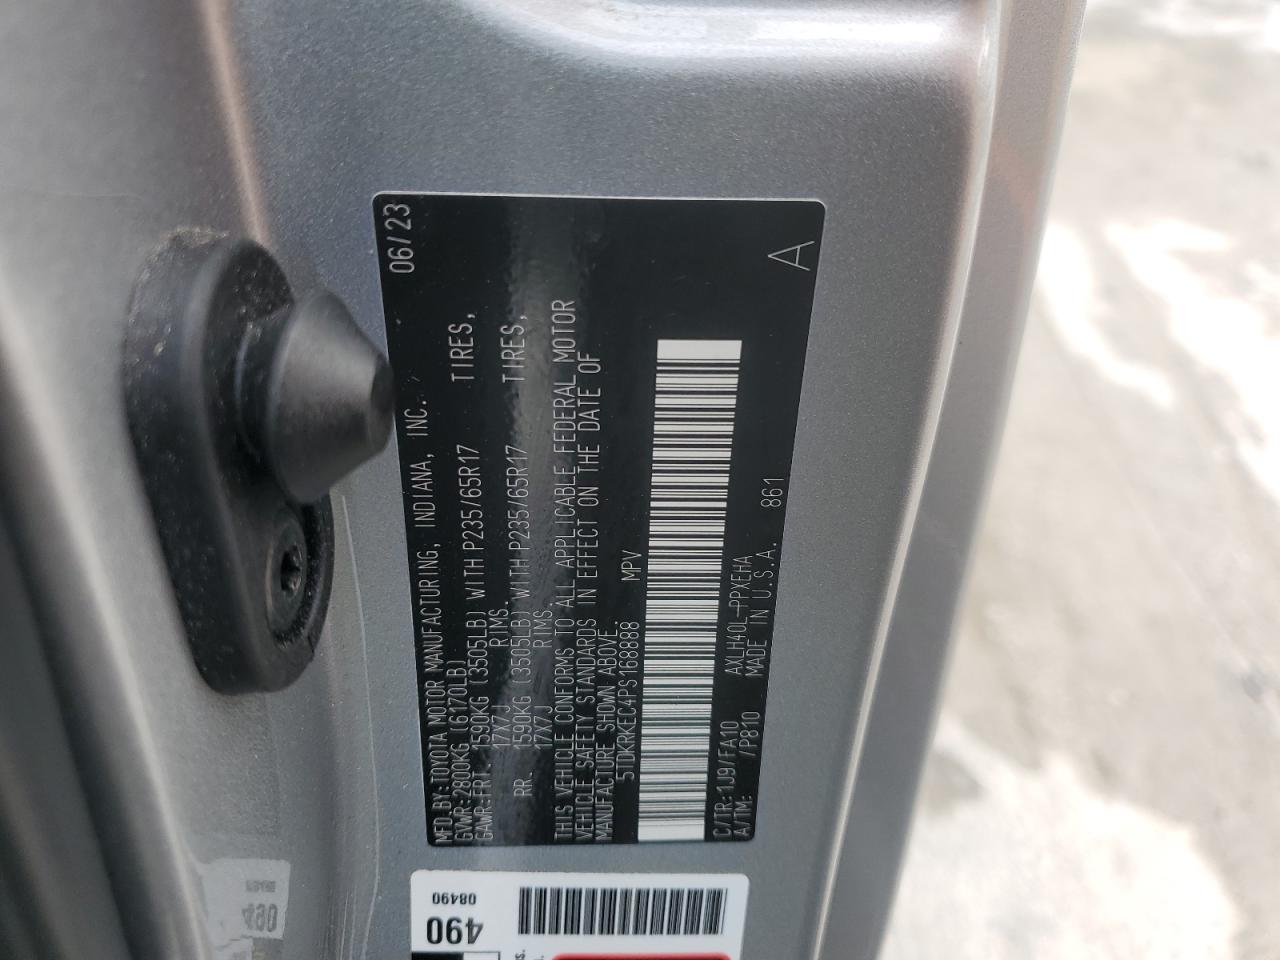 MFD.BY:TOYOTA MOTOR MANUFACTURING, INDIANA, INC. 06/23
GVWR:2800KG (6170LB)
GAWR:FRT. 1590KG (3505LB) WITH P235/65R17 TIRES,
17X7J RIMS.
RR. 1590KG (3505LB) WITH P235/65R17 TIRES,
17X7J RIMS.
THIS VEHICLE CONFORMS TO ALL APPLICABLE FEDERAL MOTOR
VEHICLE SAFETY STANDARDS IN EFFECT ON THE DATE OF
MANUFACTURE SHOWN ABOVE.
5TDKRKEC4PS168888 MPV
C/TR:1J9/FA10 AXLH40L-PPXEHA
A/TM: /P810 MADE IN U.S.A. 861
A
490
08490
490